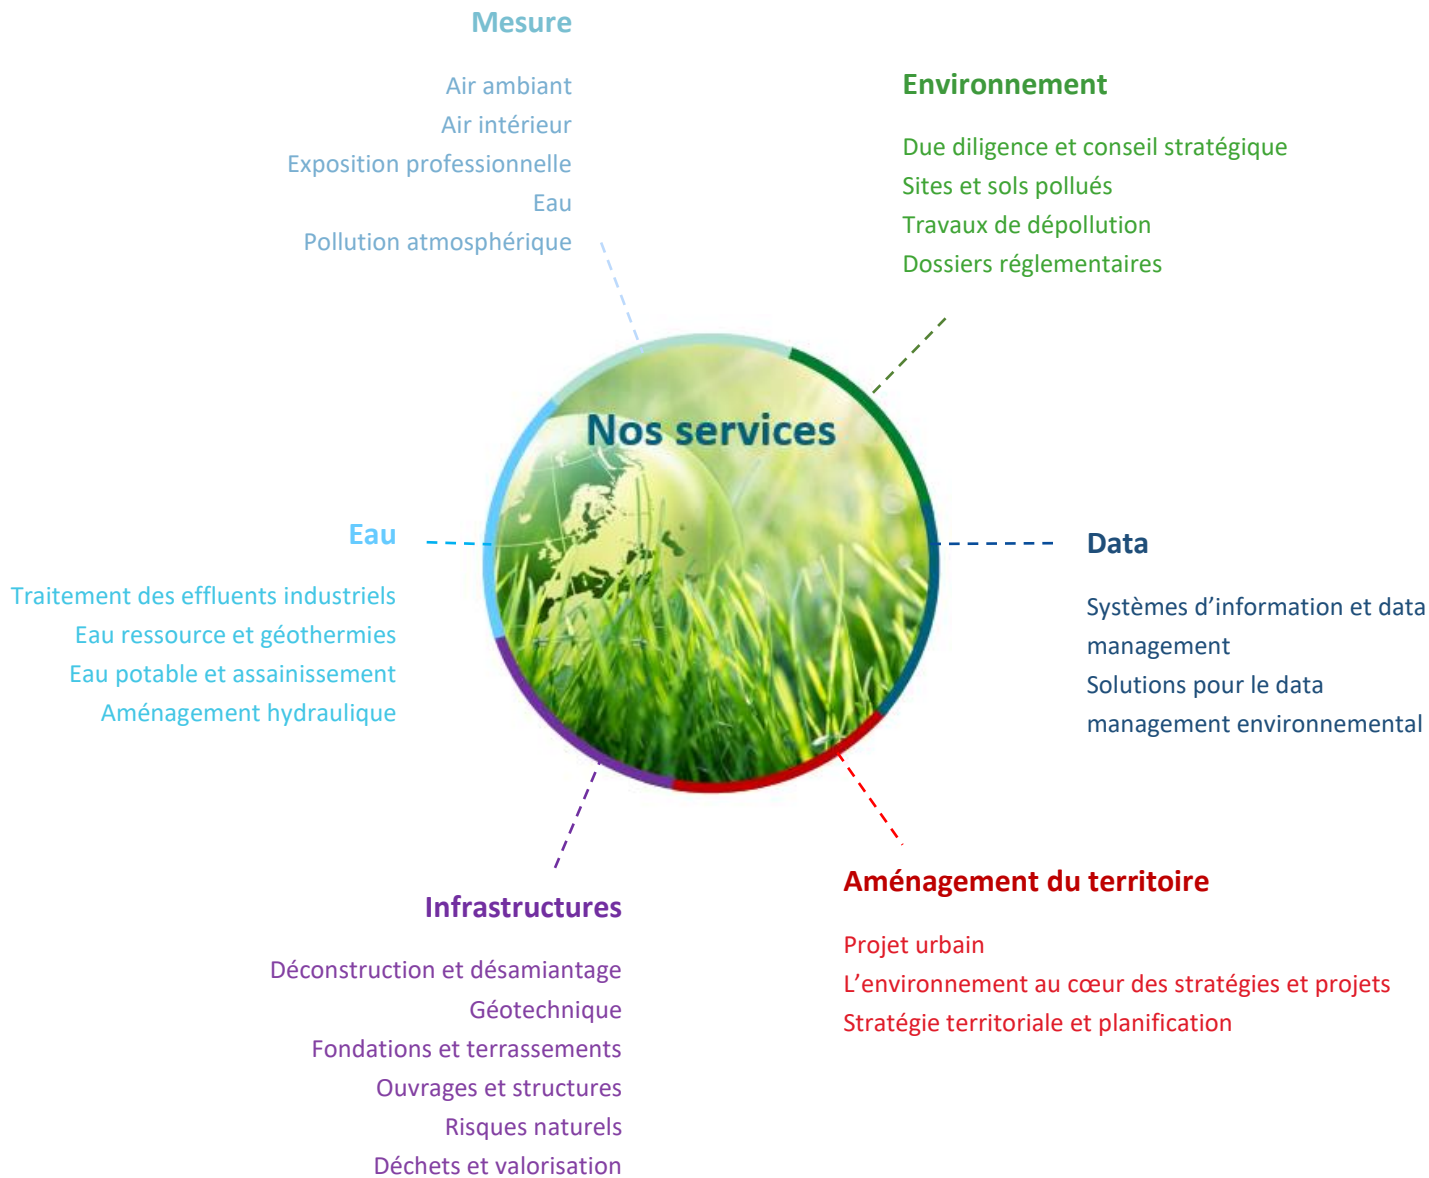 Mesure
Air ambiant
Air intérieur
Exposition professionnelle
Eau
Pollution atmosphérique
Environnement
Due diligence et conseil stratégique
Sites et sols pollués
Travaux de dépollution
Dossiers réglementaires
Nos services
Eau
Traitement des effluents industriels
Eau ressource et géothermies
Eau potable et assainissement
Aménagement hydraulique
Data
Systèmes d’information et data
management
Solutions pour le data
management environnemental
Infrastructures
Déconstruction et désamiantage
Géotechnique
Fondations et terrassements
Ouvrages et structures
Risques naturels
Déchets et valorisation
Aménagement du territoire
Projet urbain
L’environnement au cœur des stratégies et projets
Stratégie territoriale et planification